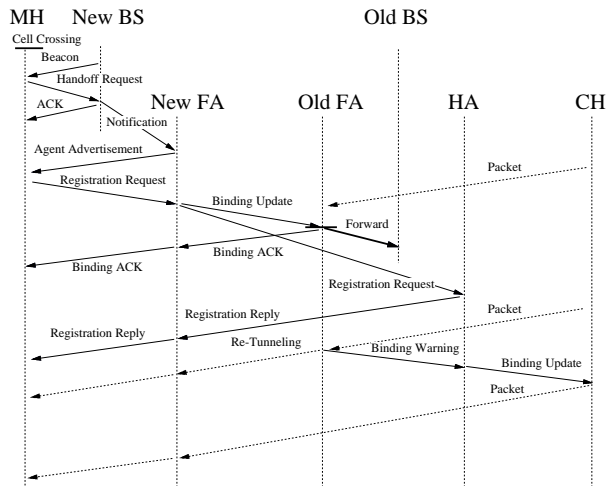 MH
New BS
Old BS
Cell Crossing
Beacon
Handoff Request
ACK
New FA
Old FA
HA
CH
Notification
Agent Advertisement
Packet
Registration Request
Binding Update
Forward
Binding ACK
Binding ACK
Registration Request
Registration Reply
Packet
Registration Reply
Re-Tunneling
Binding Warning
Binding Update
Packet